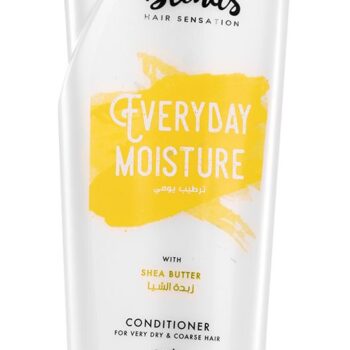 HAIR SENSATION
EVERYDAY
MOISTURE
ترطيب يومي
WITH
SHEA BUTTER
زبدة الشيا
CONDITIONER
FOR VERY DRY & COARSE HAIR